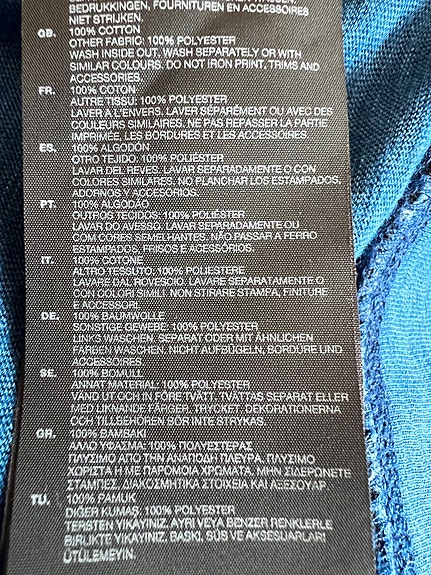 BEDRUKKINGEN, FOURNITUREN EN ACCESSOIRES
NIET STRIJKEN.
GB. 100% COTTON
OTHER FABRIC: 100% POLYESTER
WASH INSIDE OUT, WASH SEPARATELY OR WITH
SIMILAR COLOURS. DO NOT IRON PRINT, TRIMS AND
ACCESSORIES.
FR. 100% COTON
AUTRE TISSU: 100% POLYESTER
LAVER A L'ENVERS. LAVER SÉPARÉMENT OU AVEC DES
COULEURS SIMILAIRES. NE PAS REPASSER LA PARTIE
IMPRIMÉE, LES BORDURES ET LES ACCESSOIRES.
ES. 100% ALGODÓN
OTRO TEJIDO: 100% POLIÉSTER
LAVAR DEL REVES. LAVAR SEPARADAMENTE O CON
COLORES SIMILARES. NO PLANCHAR LOS ESTAMPADOS,
ADORNOS Y ACCESORIOS.
PT. 100% ALGODÃO
OUTROS TECIDOS: 100% POLIÉSTER
LAVAR DO AVESSO. LAVAR SEPARADAMENTE OU
COM CORES SEMELHANTES. NÃO PASSAR A FERRO
ESTAMPADOS, FRISOS E ACESSÓRIOS.
IT. 100% COTONE
ALTRO TESSUTO: 100% POLIESTERE
LAVARE DAL ROVESCIO. LAVARE SEPARATAMENTE O
CON COLORI SIMILI. NON STIRARE STAMPA, FINITURE
E ACCESSORI.
DE. 100% BAUMWOLLE
SONSTIGE GEWEBE: 100% POLYESTER
LINKS WASCHEN. SEPARAT ODER MIT ÄHNLICHEN
FARBEN WASCHEN. NICHT AUFBÜGELN; BORDÜRE UND
ACCESSOIRES
SE. 100% BOMULL
ANNAT MATERIAL: 100% POLYESTER
VÄND UT OCH IN FÖRE TVÄTT. TVÄTTAS SEPARAT ELLER
MED LIKNANDE FÄRGER. TRYCKET, DEKORATIONERNA
OCH TILLBEHÖREN BÖR INTE STRYKAS.
GR. 100% ΒΑΜΒΑΚΙ
ΑΛΛΟ ΥΦΑΣΜΑ: 100% ΠΟΛΥΕΣΤΕΡΑΣ
ΠΛΥΣΙΜΟ ΑΠΟ ΤΗΝ ΑΝΑΠΟΔΗ ΠΛΕΥΡΑ. ΠΛΥΣΙΜΟ
ΧΩΡΙΣΤΑ Η ΜΕ ΠΑΡΟΜΟΙΑ ΧΡΩΜΑΤΑ. ΜΗΝ ΣΙΔΕΡΩΝΕΤΕ
ΣΤΑΜΠΕΣ, ΔΙΑΚΟΣΜΗΤΙΚΑ ΣΤΟΙΧΕΙΑ ΚΑΙ ΑΞΕΣΟΥΑΡ.
TU. 100% PAMUK
DİĞER KUMAŞ: 100% POLYESTER
TERSTEN YIKAYINIZ. AYRI VEYA BENZER RENKLERLE
BİRLİKTE YIKAYINIZ. BASKI, SÜS VE AKSESUARLARI
ÜTÜLEMEYİN.